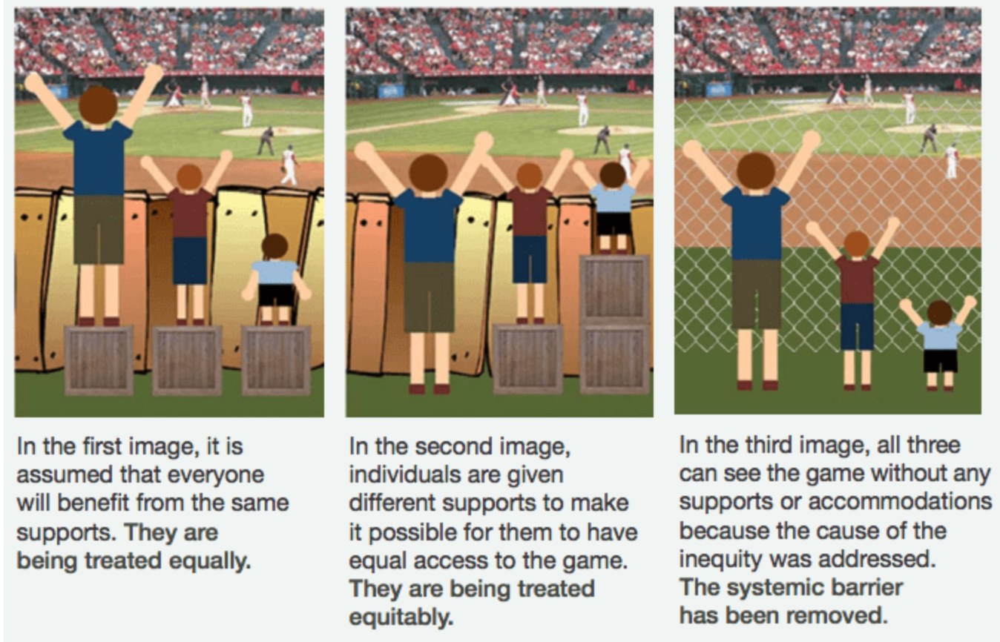 In the first image, it is
assumed that everyone
will benefit from the same
supports. They are
being treated equally.
In the second image,
individuals are given
different supports to make
it possible for them to have
equal access to the game.
They are being treated
equitably.
In the third image, all three
can see the game without any
supports or accommodations
because the cause of the
inequity was addressed.
The systemic barrier
has been removed.